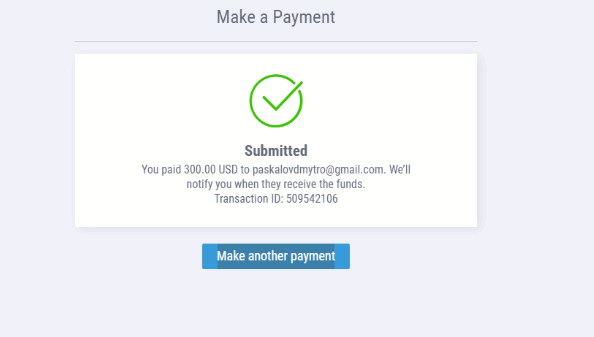 Make a Payment
Submitted
You paid 300.00 USD to paskalovdmytro@gmail.com. We'll
notify you when they receive the funds.
Transaction ID: 509542106
Make another payment